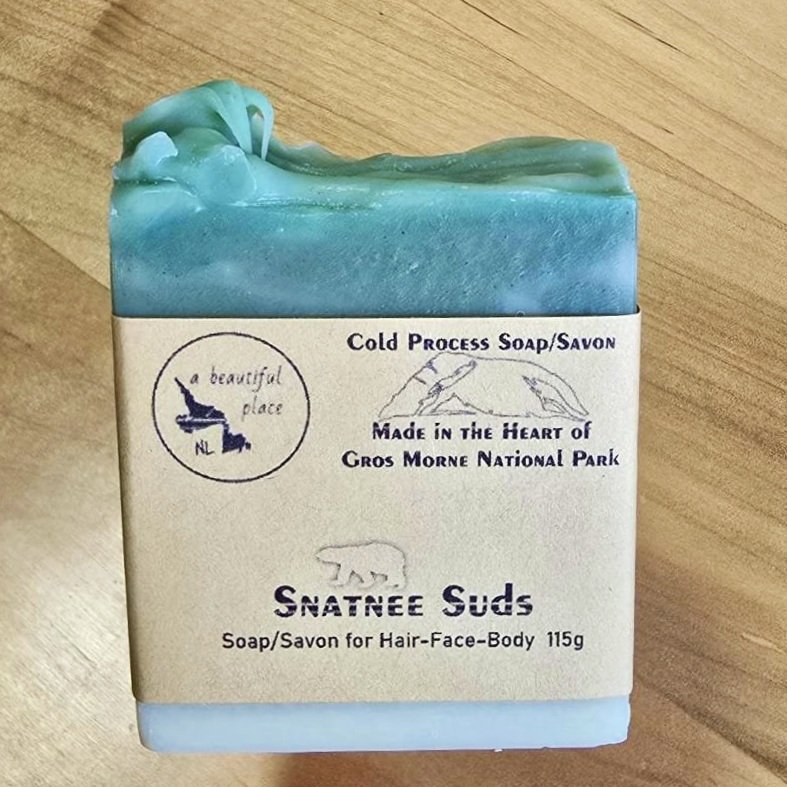 a beautiful
place
NL
Cold Process Soap/Savon
Made in the Heart of
Gros Morne National Park
Snatnee Suds
Soap/Savon for Hair-Face-Body 115g